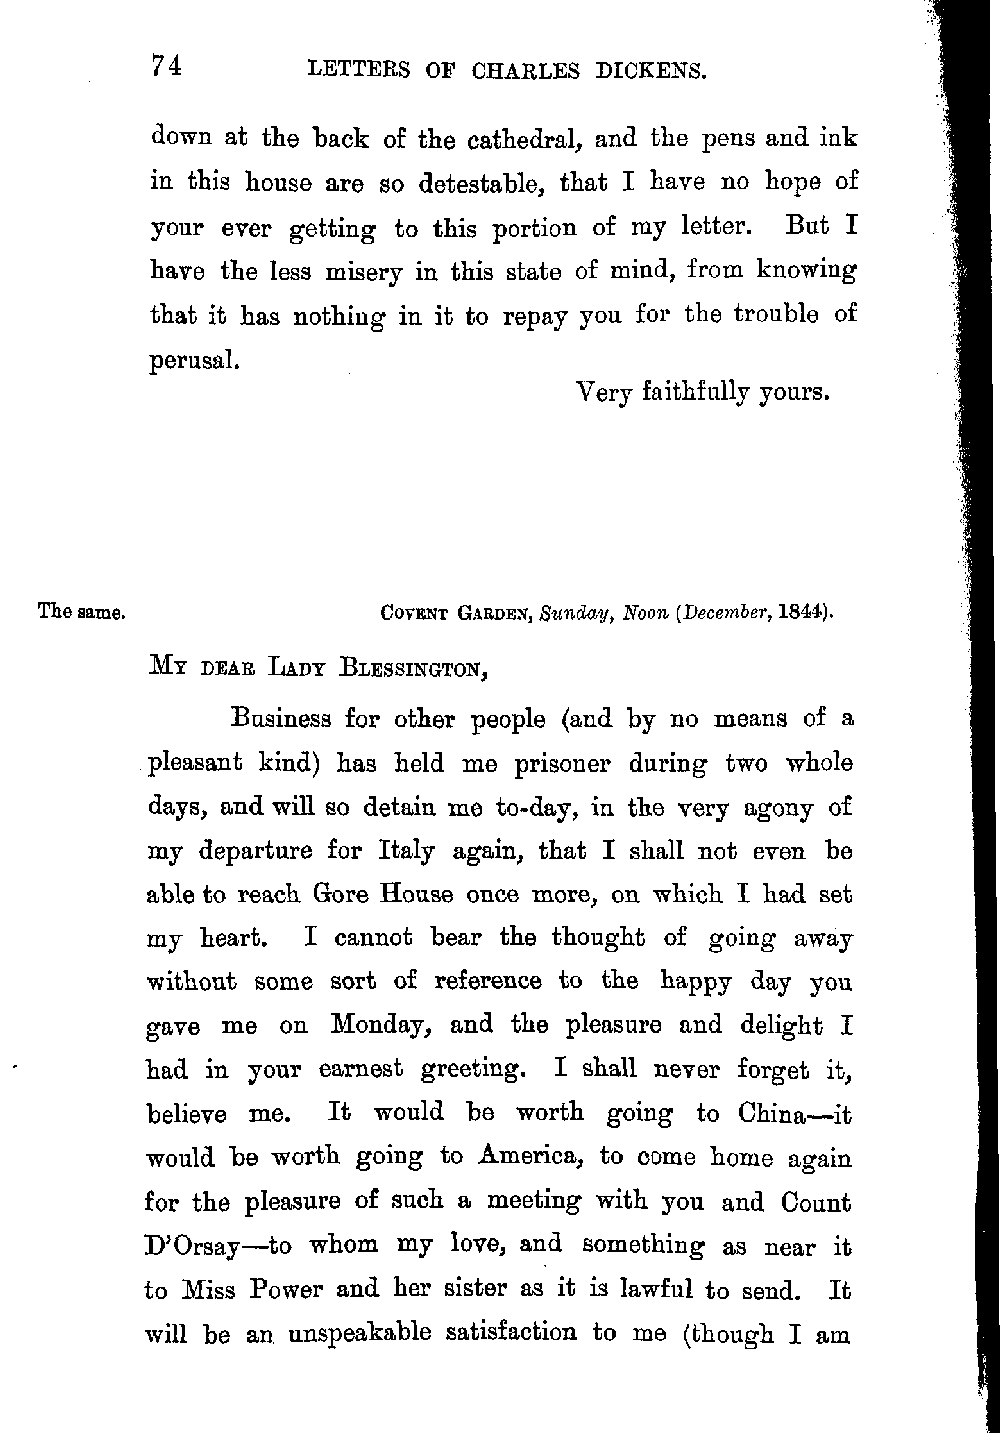 74 LETTERS OF CHARLES DICKENS.
down at the back of the cathedral, and the pens and ink
in this house are so detestable, that I have no hope of
your ever getting to this portion of my letter. But I
have the less misery in this state of mind, from knowing
that it has nothing in it to repay you for the trouble of
perusal.
Very faithfully yours.
The same. COVENT GARDEN, Sunday, Noon (December, 1844).
MY DEAR LADY BLESSINGTON,
Business for other people (and by no means of a
pleasant kind) has held me prisoner during two whole
days, and will so detain me to-day, in the very agony of
my departure for Italy again, that I shall not even be
able to reach Gore House once more, on which I had set
my heart. I cannot bear the thought of going away
without some sort of reference to the happy day you
gave me on Monday, and the pleasure and delight I
had in your earnest greeting. I shall never forget it,
believe me. It would be worth going to China—it
would be worth going to America, to come home again
for the pleasure of such a meeting with you and Count
D'Orsay—to whom my love, and something as near it
to Miss Power and her sister as it is lawful to send. It
will be an unspeakable satisfaction to me (though I am